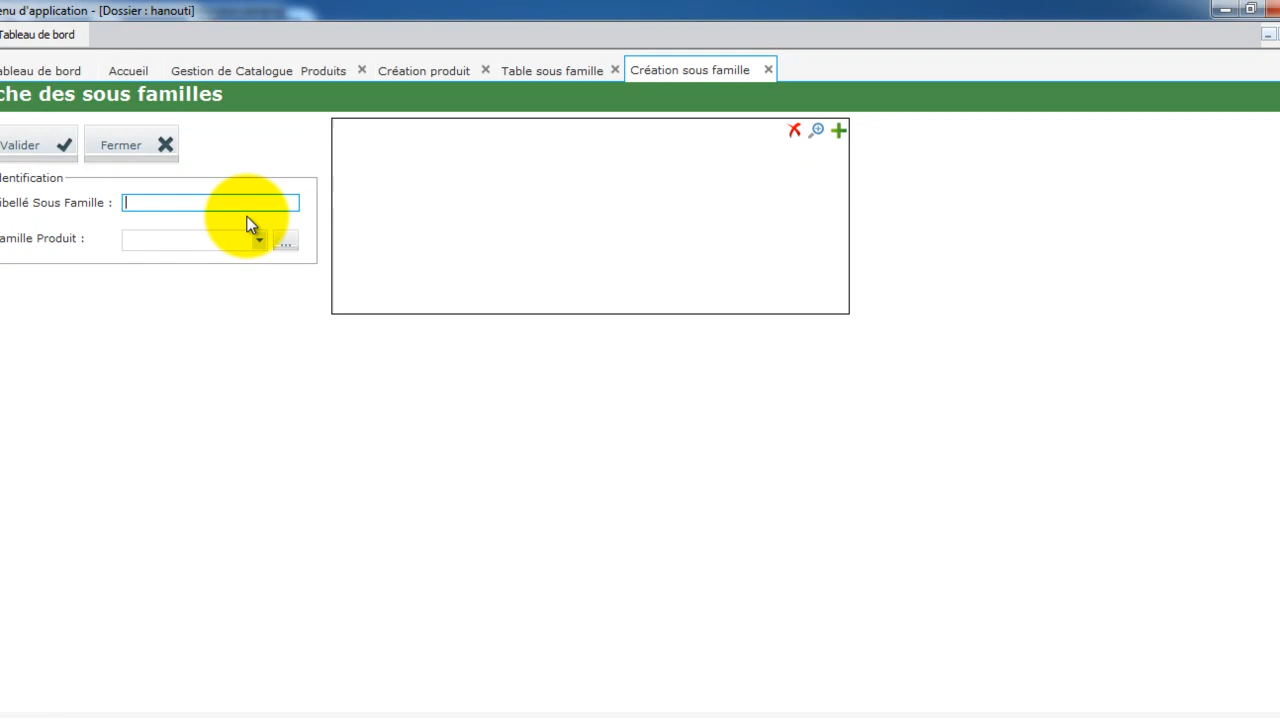 enu d'application - [Dossier : hanouti]
Tableau de bord
ableau de bord Accueil Gestion de Catalogue Produits Création produit Table sous famille Création sous famille
che des sous familles
Valider Fermer
dentification
ibellé Sous Famille :
amille Produit :
...